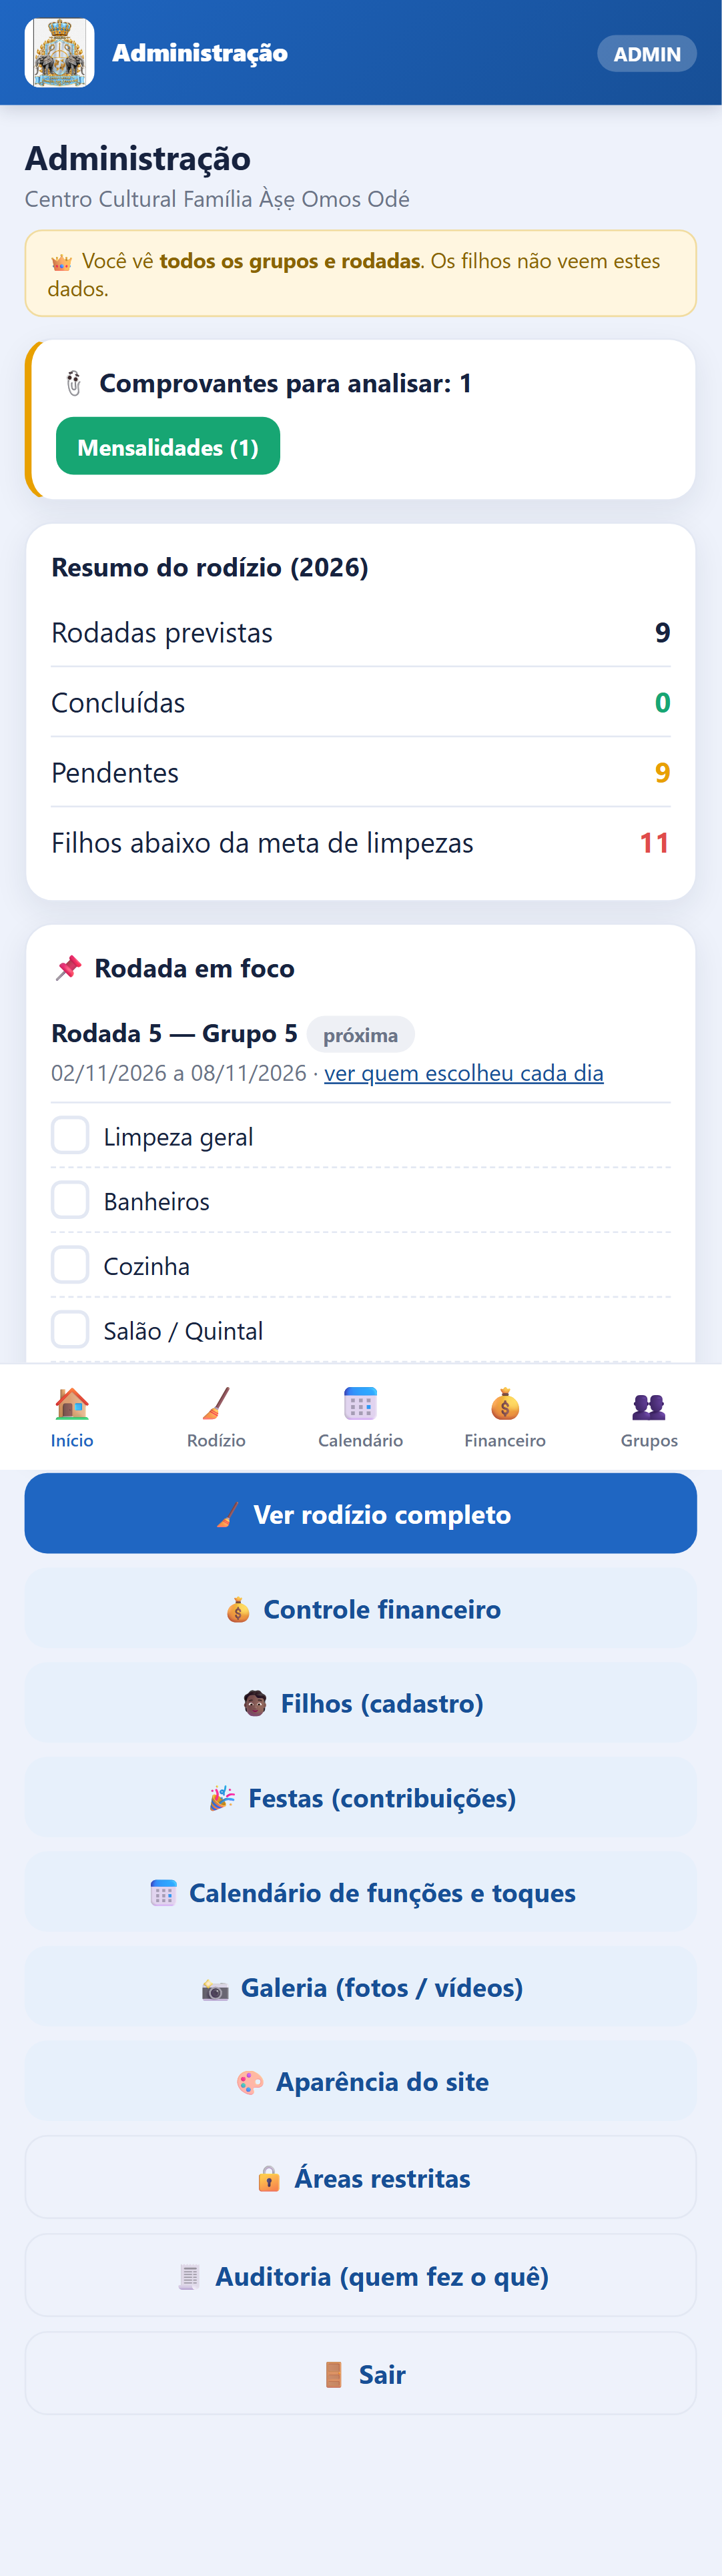 Administração
ADMIN
Administração
Centro Cultural Família Àṣẹ Omos Odé
Você vê todos os grupos e rodadas. Os filhos não veem estes
dados.
Comprovantes para analisar: 1
Mensalidades (1)
Resumo do rodízio (2026)
Rodadas previstas 9
Concluídas 0
Pendentes 9
Filhos abaixo da meta de limpezas 11
Rodada em foco
Rodada 5 — Grupo 5 próxima
02/11/2026 a 08/11/2026 · ver quem escolheu cada dia
Limpeza geral
Banheiros
Cozinha
Salão / Quintal
Início Rodízio Calendário Financeiro Grupos
Ver rodízio completo
Controle financeiro
Filhos (cadastro)
Festas (contribuições)
Calendário de funções e toques
Galeria (fotos / vídeos)
Aparência do site
Áreas restritas
Auditoria (quem fez o quê)
Sair